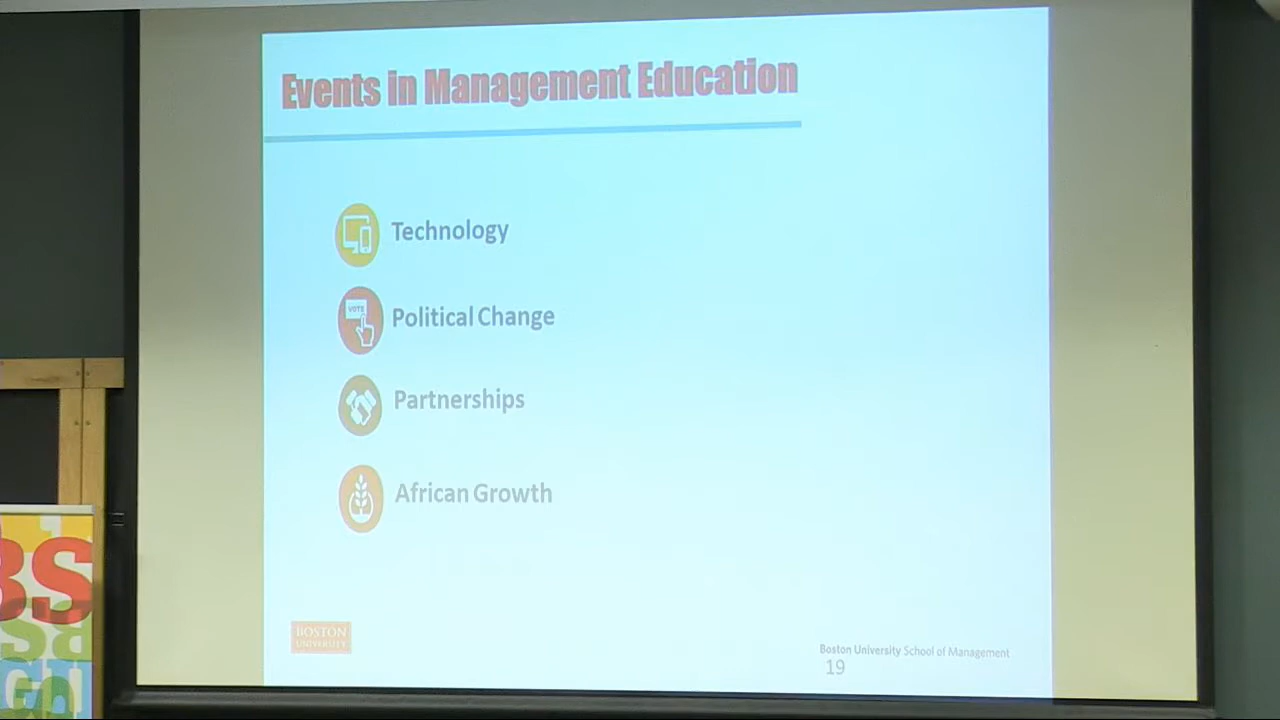 Events in Management Education
Technology
VOTE
Political Change
Partnerships
African Growth
BOSTON
UNIVERSITY
Boston University School of Management
19
BS